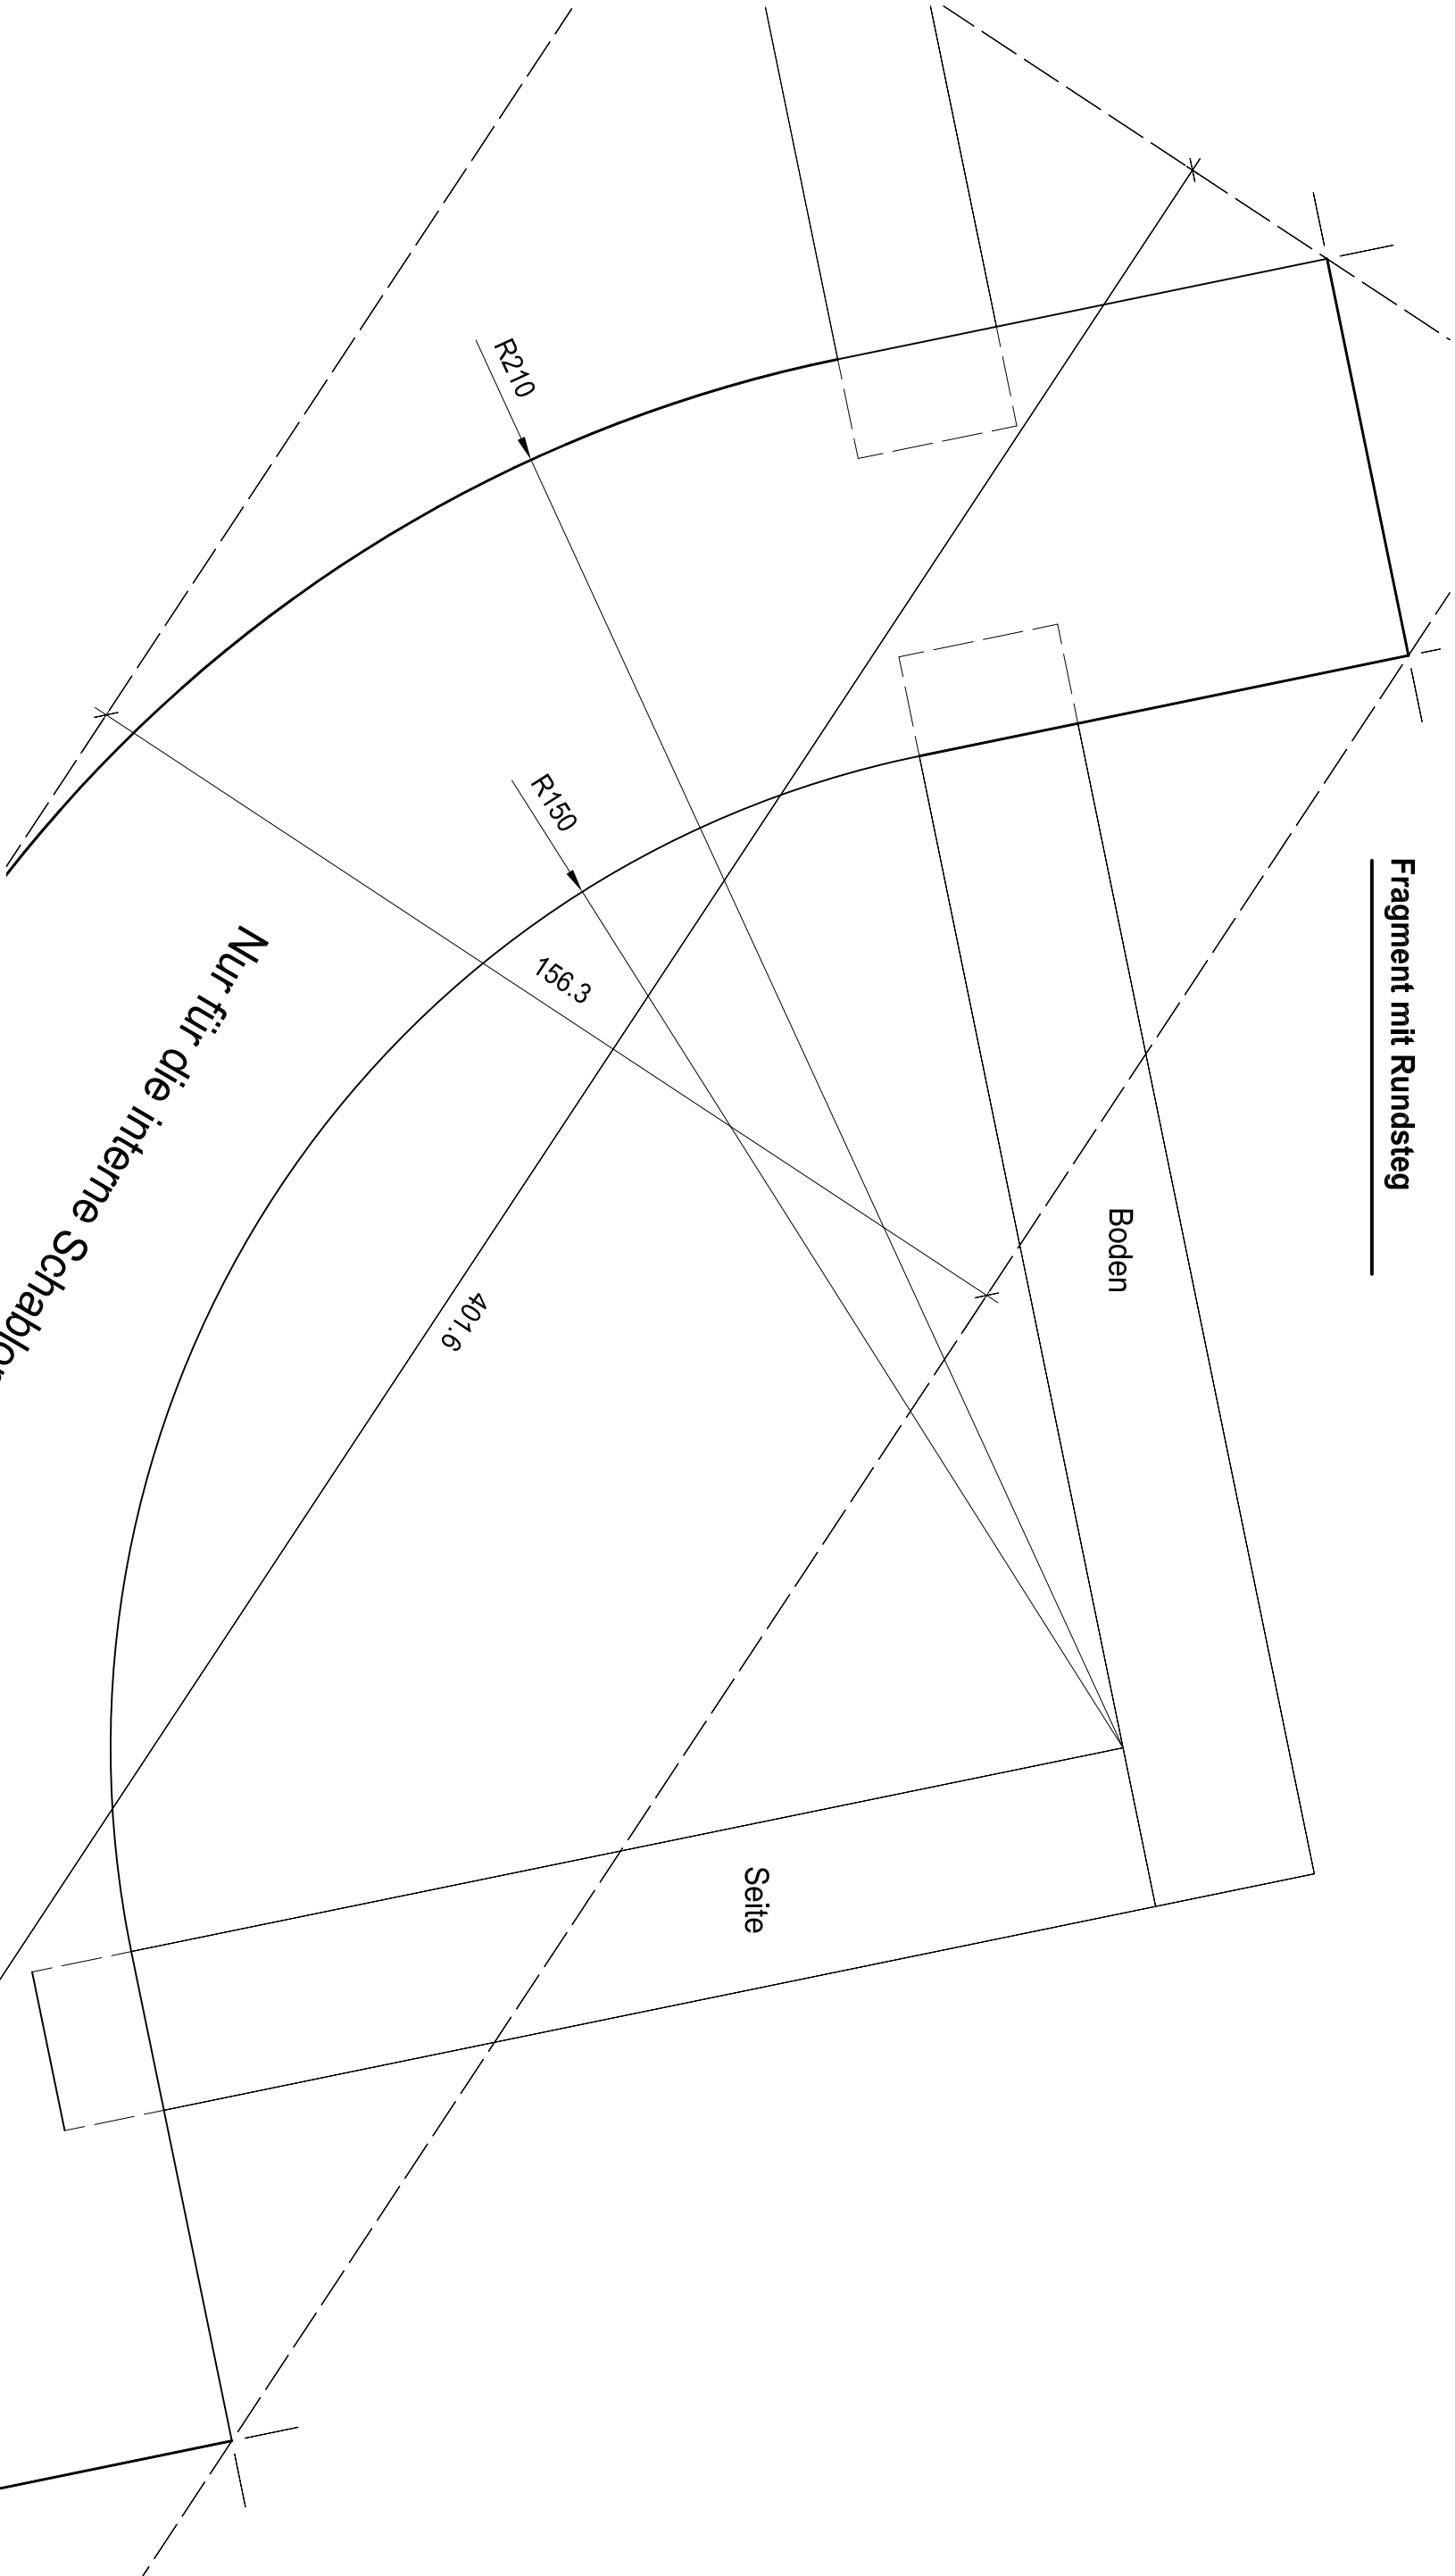 Fragment mit Rundsteg
Boden
Seite
R210
R150
156.3
401.6
Nur für die interne